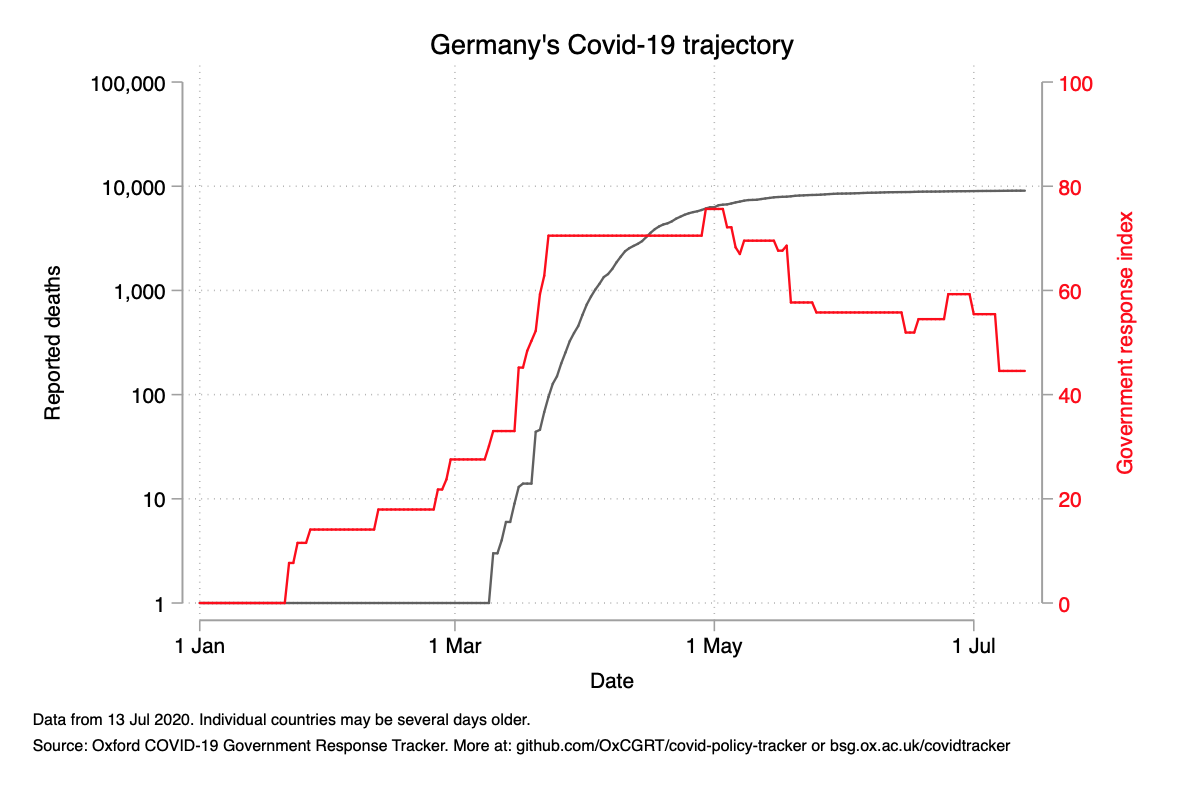 Germany's Covid-19 trajectory
100,000
10,000
1,000
100
10
1
Reported deaths
100
80
60
40
20
0
Government response index
1 Jan
1 Mar
1 May
1 Jul
Date
Data from 13 Jul 2020. Individual countries may be several days older.
Source: Oxford COVID-19 Government Response Tracker. More at: github.com/OxCGRT/covid-policy-tracker or bsg.ox.ac.uk/covidtracker